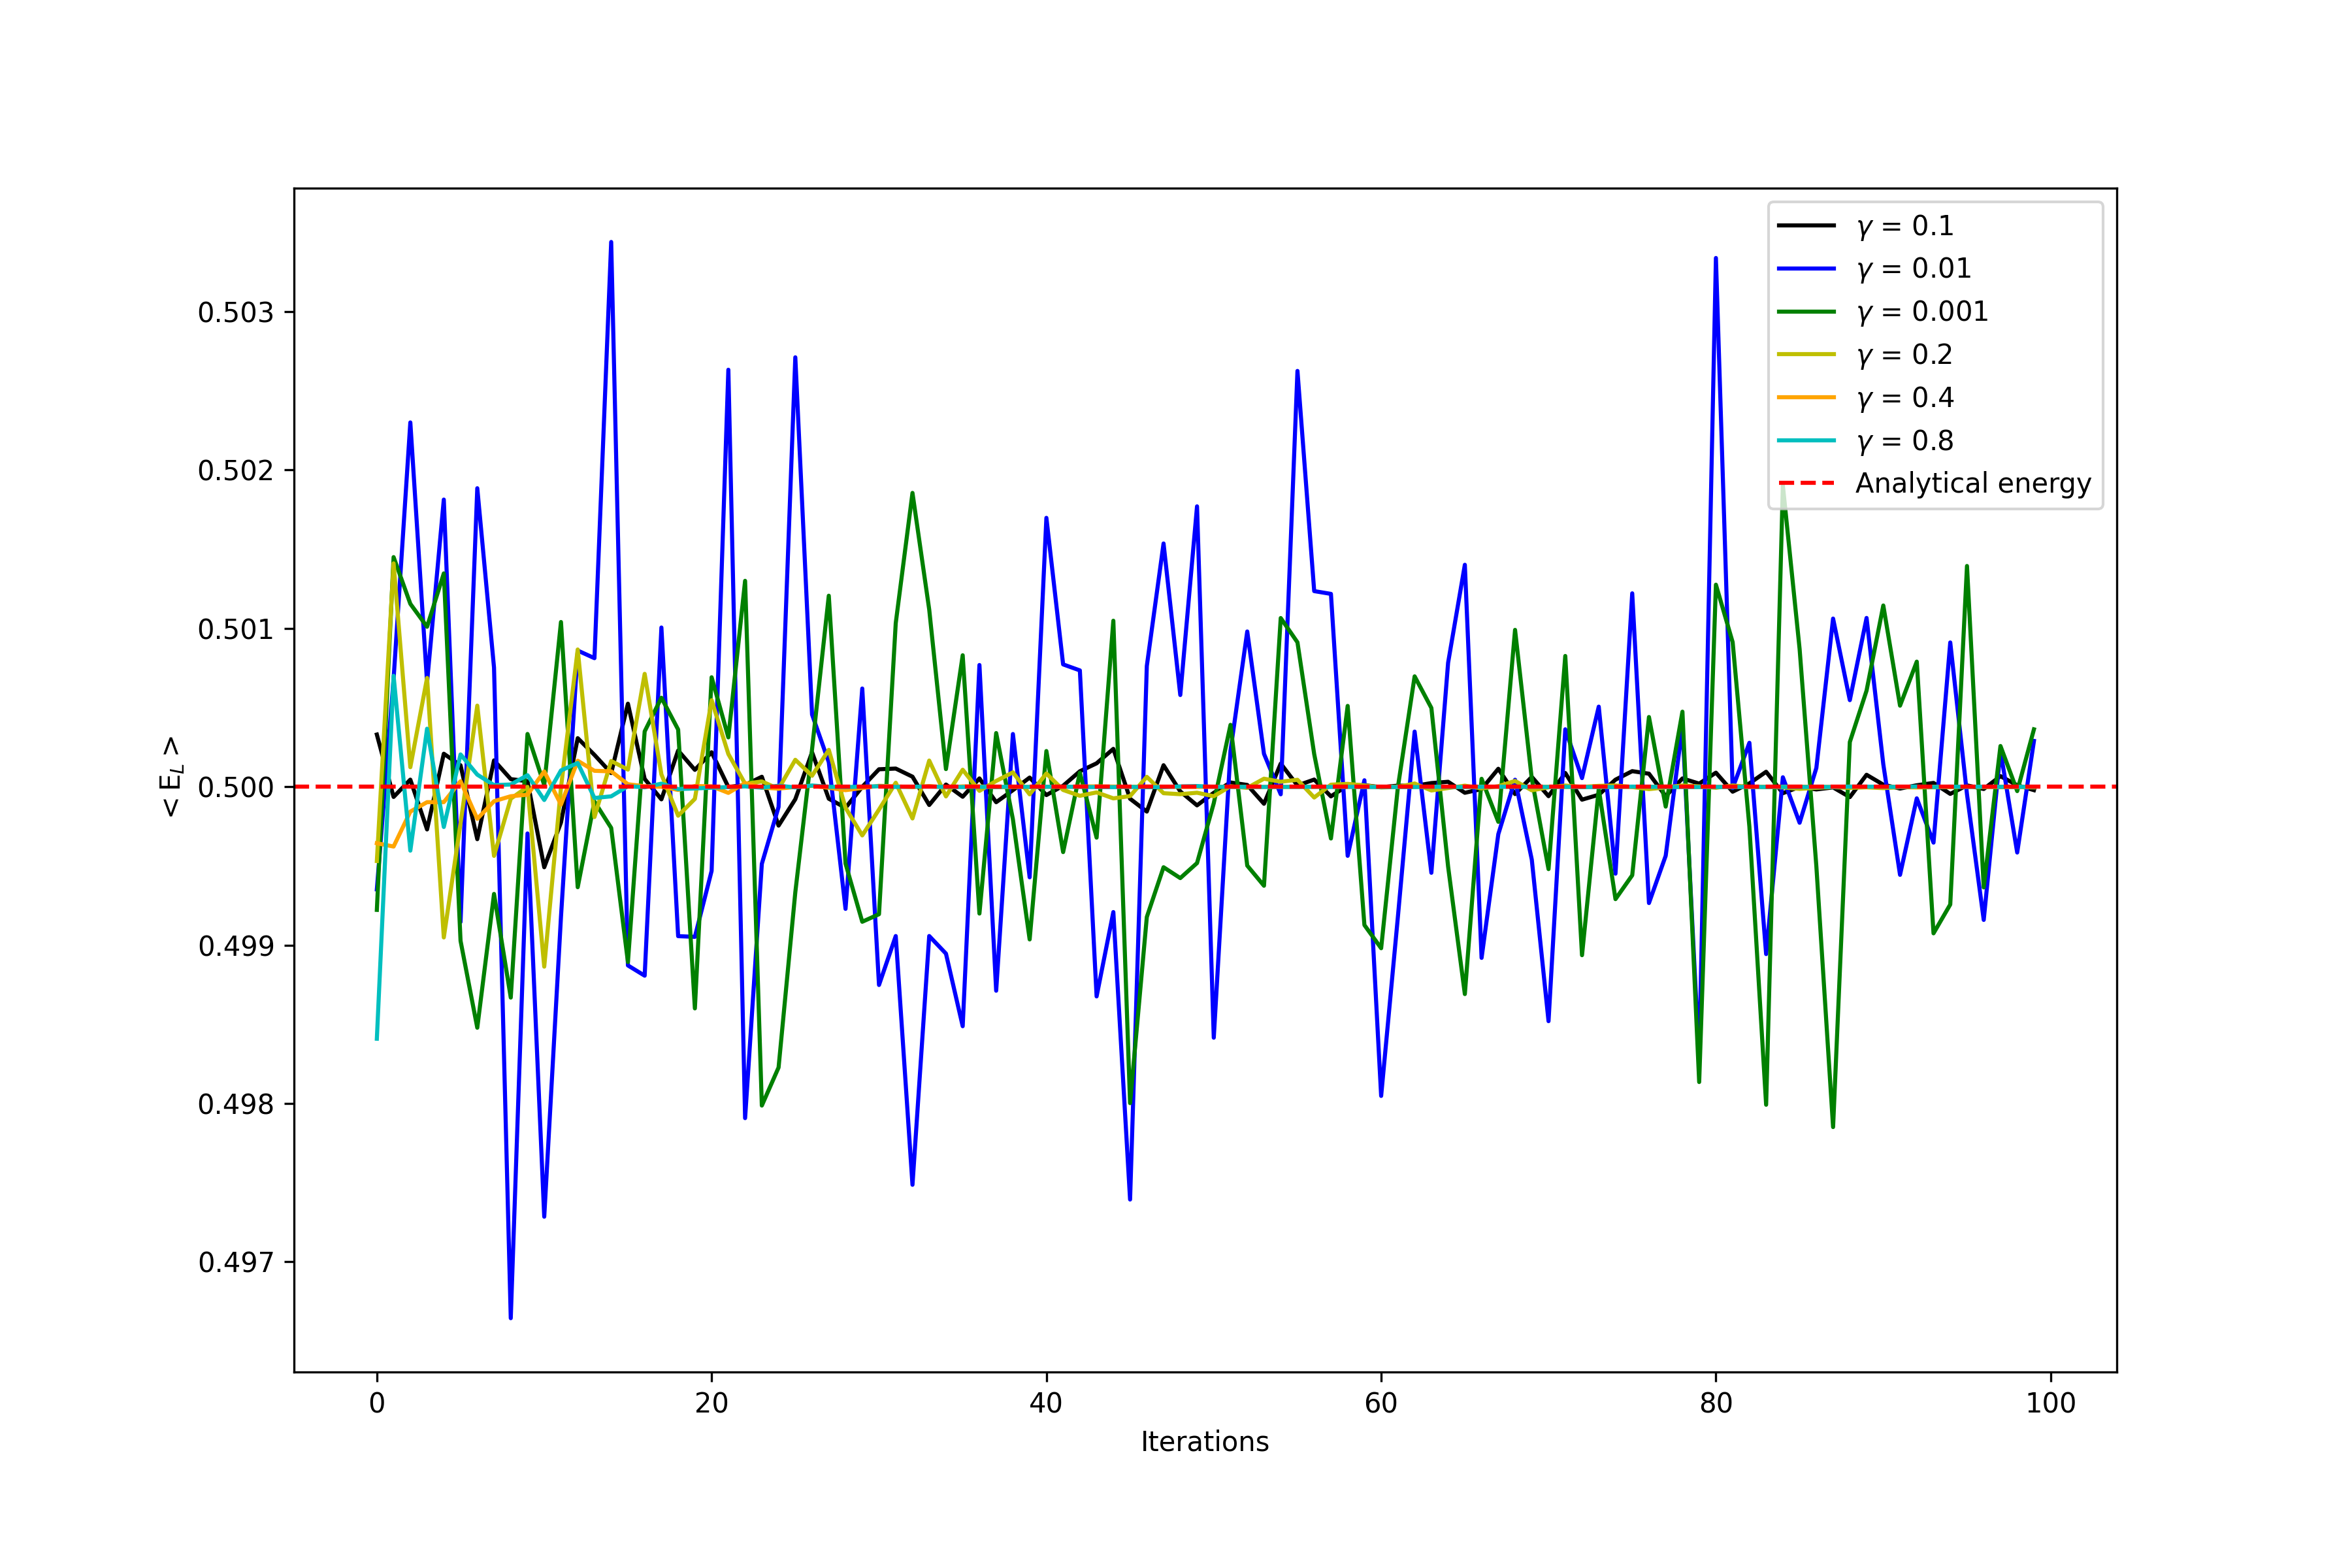 γ = 0.1
γ = 0.01
γ = 0.001
γ = 0.2
γ = 0.4
γ = 0.8
Analytical energy
0.503
0.502
0.501
0.500
0.499
0.498
0.497
<E_L>
0 20 40 60 80 100
Iterations